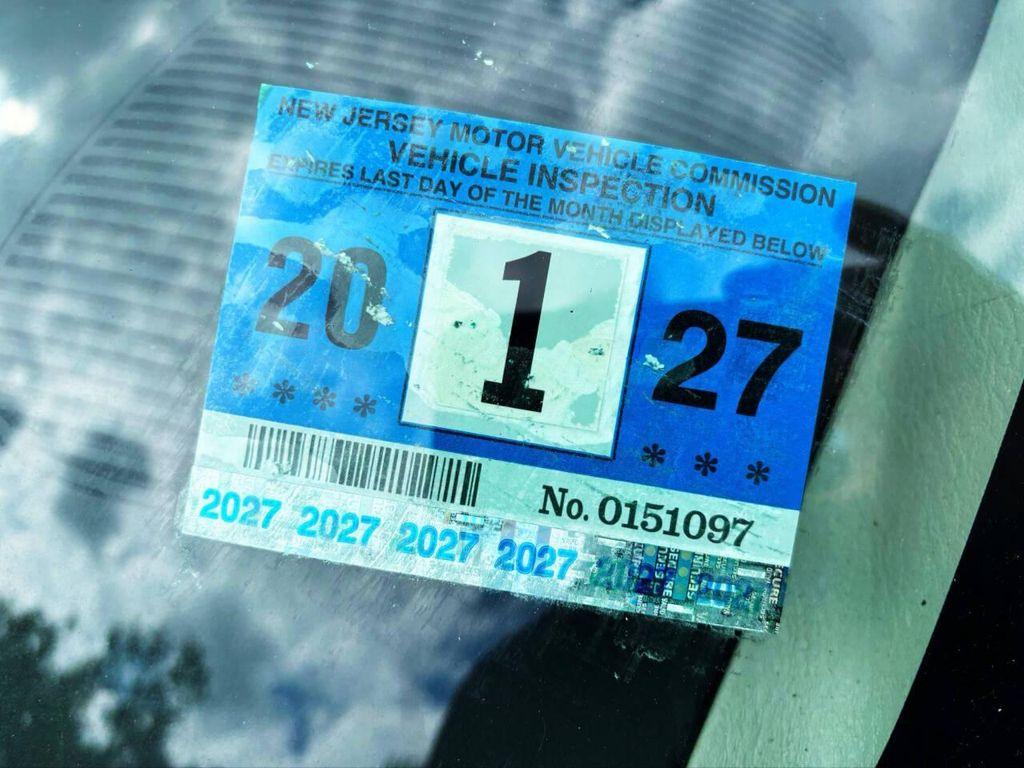 NEW JERSEY MOTOR VEHICLE COMMISSION
VEHICLE INSPECTION
EXPIRES LAST DAY OF THE MONTH DISPLAYED BELOW
20 1 27
* * * * * * *
No. 0151097
2027 2027 2027 2027
SECURE